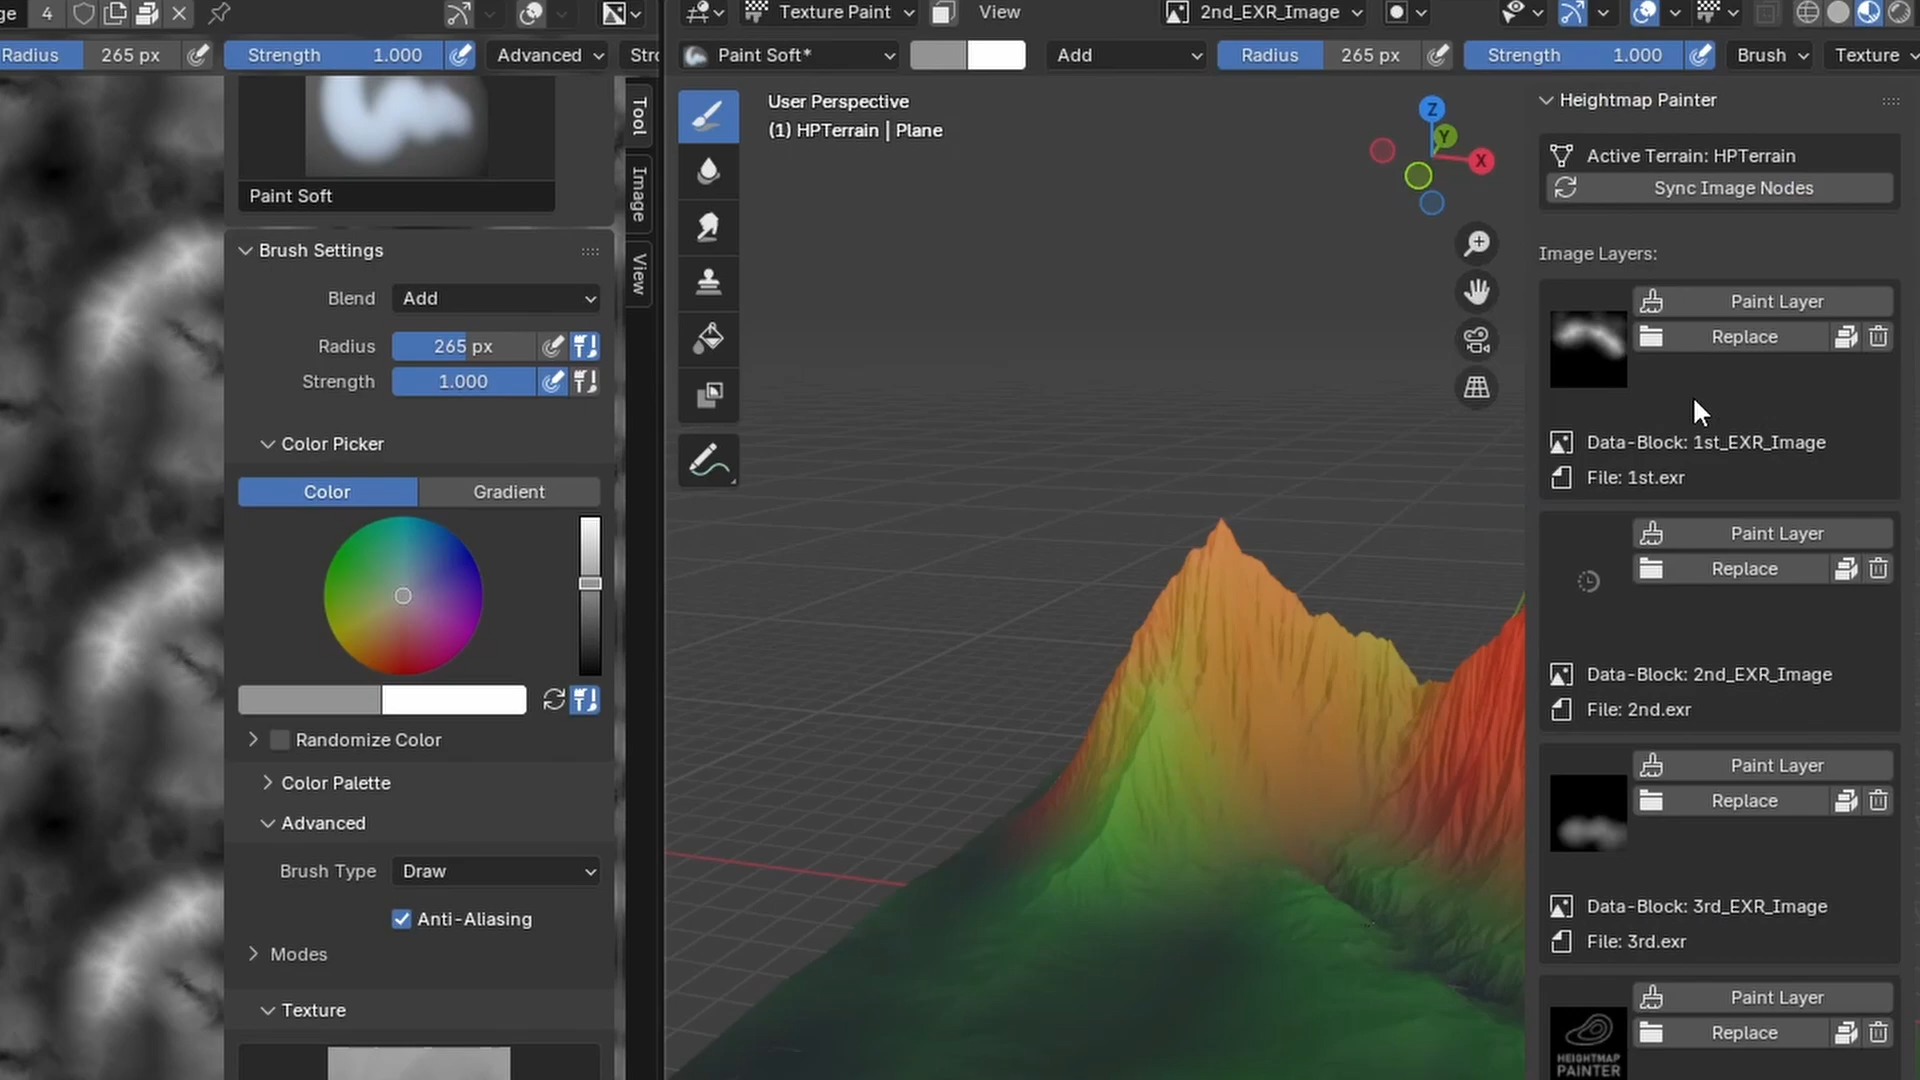 ge
4
Texture Paint
View
2nd_EXR_Image
Radius
265 px
Strength
1.000
Advanced
Str
Paint Soft*
Add
Radius
265 px
Strength
1.000
Brush
Texture
Paint Soft
Tool
Image
View
Brush Settings
Blend
Add
Radius
265 px
Strength
1.000
Color Picker
Color
Gradient
Randomize Color
Color Palette
Advanced
Brush Type
Draw
Anti-Aliasing
Modes
Texture
User Perspective
(1) HPTerrain | Plane
Z
Y
X
Heightmap Painter
Active Terrain: HPTerrain
Sync Image Nodes
Image Layers:
Paint Layer
Replace
Data-Block: 1st_EXR_Image
File: 1st.exr
Paint Layer
Replace
Data-Block: 2nd_EXR_Image
File: 2nd.exr
Paint Layer
Replace
Data-Block: 3rd_EXR_Image
File: 3rd.exr
Paint Layer
Replace
HEIGHTMAP
PAINTER